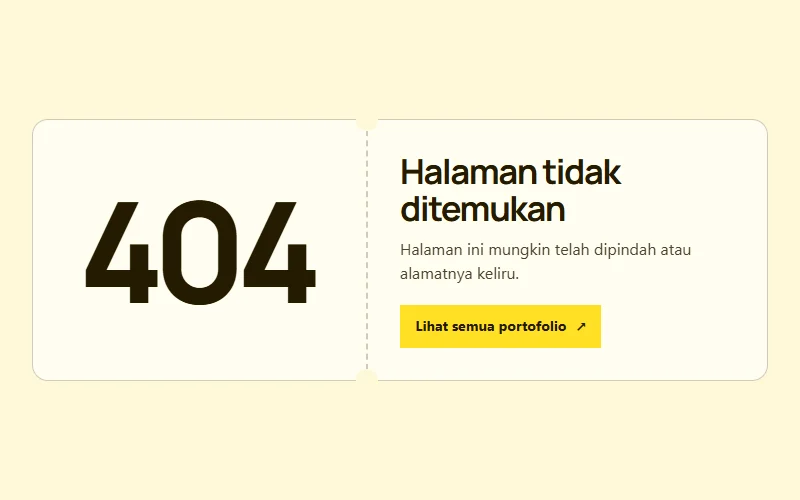 404
Halaman tidak
ditemukan
Halaman ini mungkin telah dipindah atau
alamatnya keliru.
Lihat semua portofolio ↗